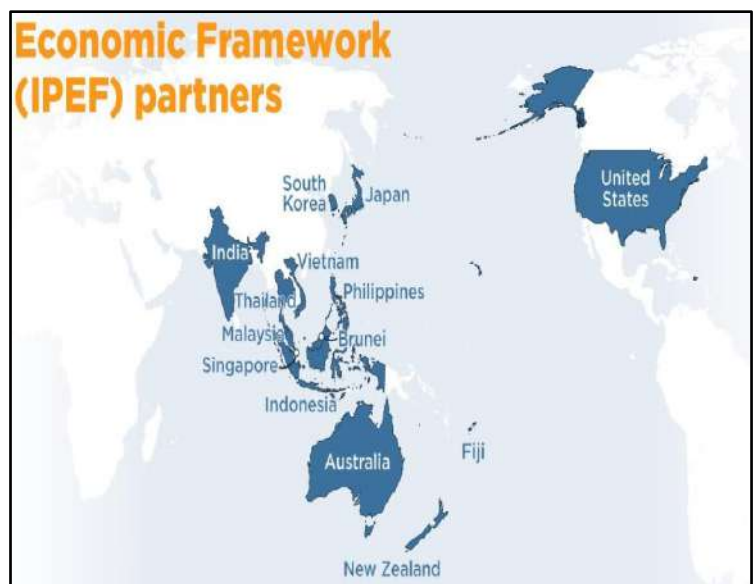 Economic Framework
(IPEF) partners
South
Korea
Japan
United
States
India
Vietnam
Thailand
Philippines
Malaysia
Brunei
Singapore
Indonesia
Australia
Fiji
New Zealand